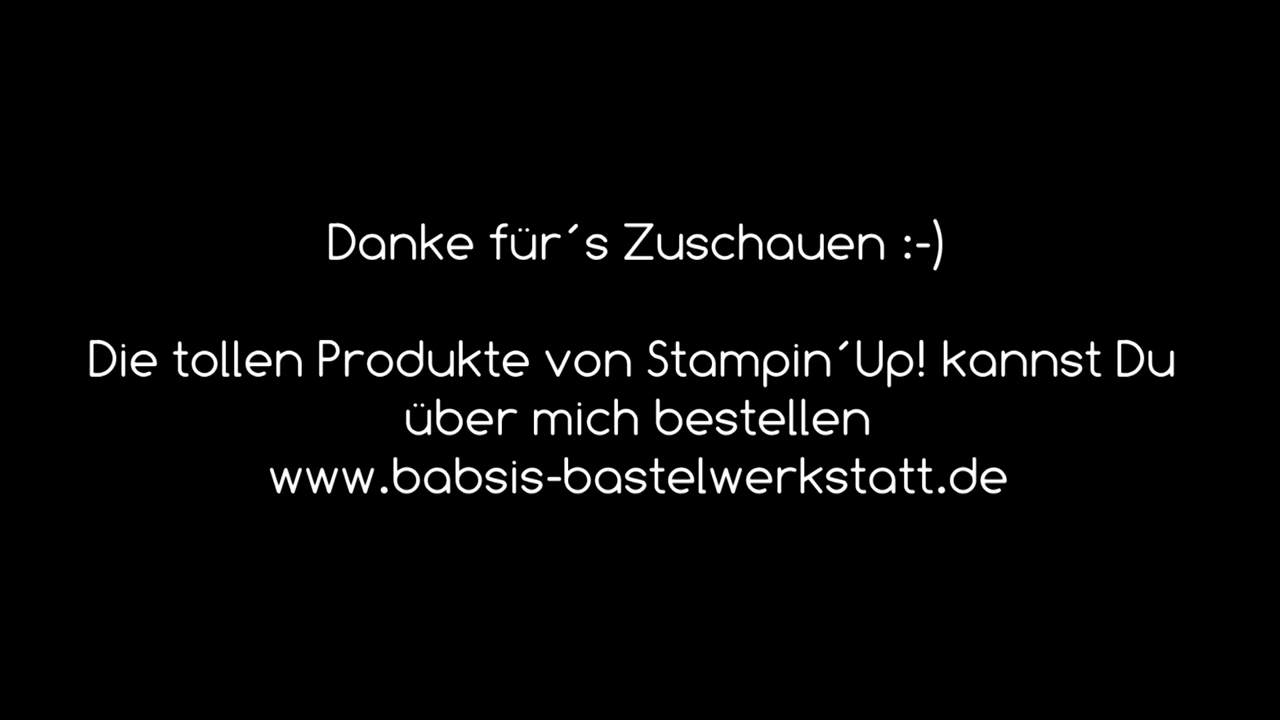 Danke für´s Zuschauen :-)
Die tollen Produkte von Stampin´Up! kannst Du
über mich bestellen
www.babsis-bastelwerkstatt.de